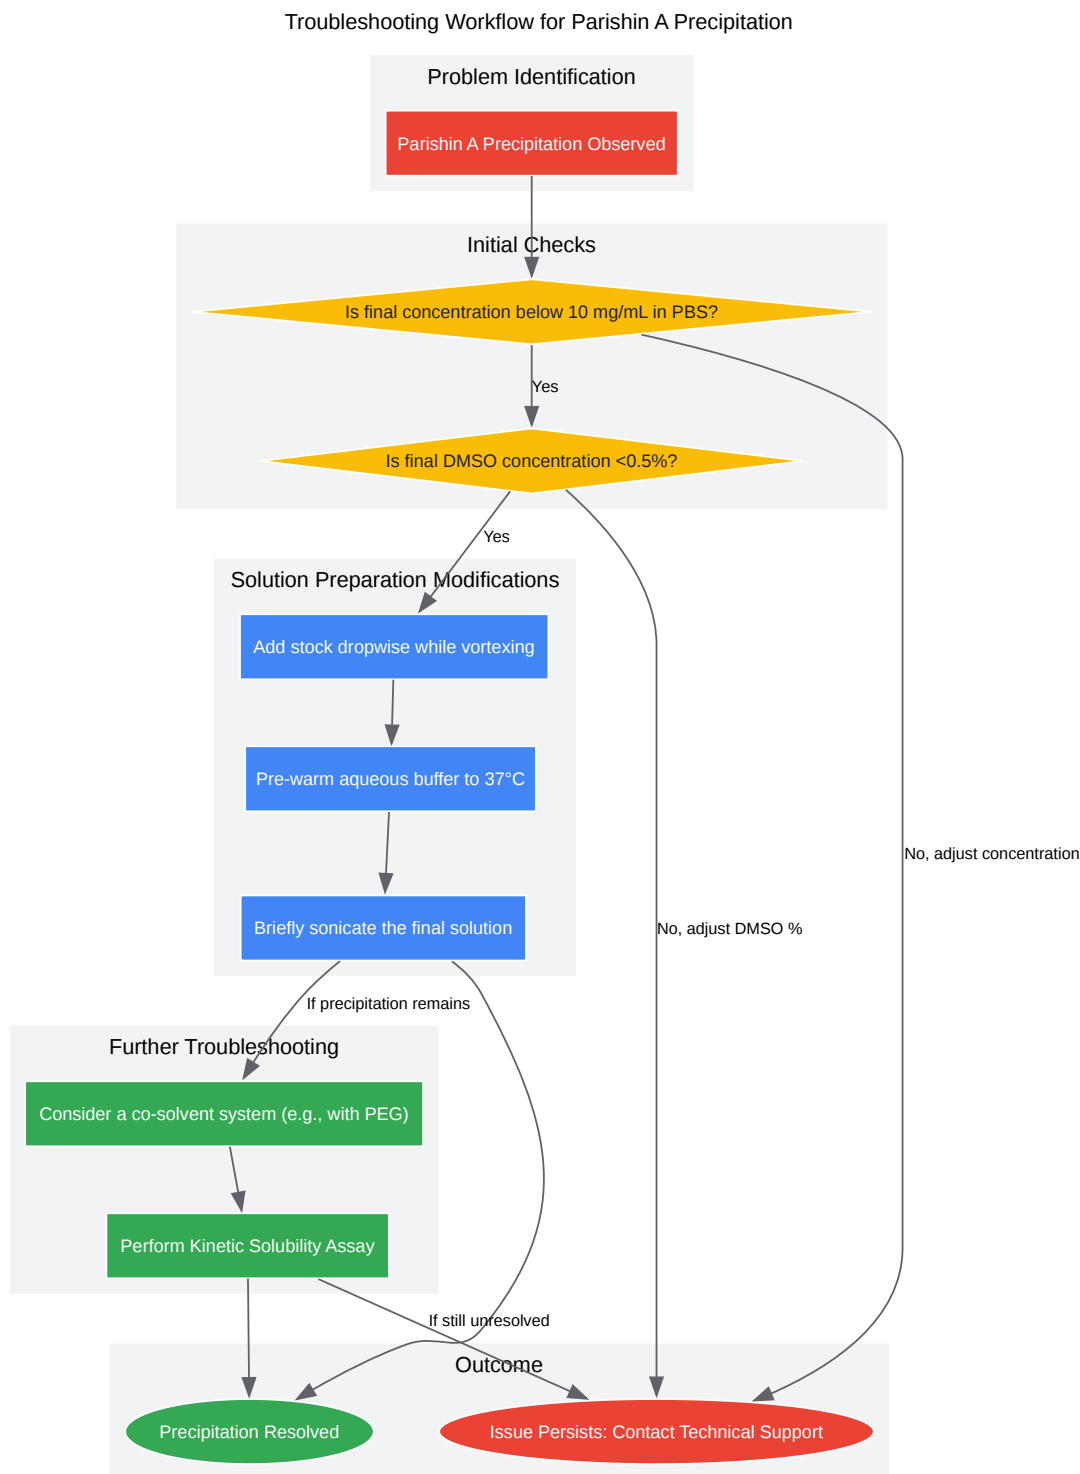 Troubleshooting Workflow for Parishin A Precipitation
Problem Identification
Parishin A Precipitation Observed
Initial Checks
Is final concentration below 10 mg/mL in PBS?
Yes
Is final DMSO concentration <0.5%?
Yes
Solution Preparation Modifications
Add stock dropwise while vortexing
Pre-warm aqueous buffer to 37°C
No, adjust concentration
Briefly sonicate the final solution
No, adjust DMSO %
If precipitation remains
Further Troubleshooting
Consider a co-solvent system (e.g., with PEG)
Perform Kinetic Solubility Assay
If still unresolved
Outcome
Precipitation Resolved
Issue Persists: Contact Technical Support